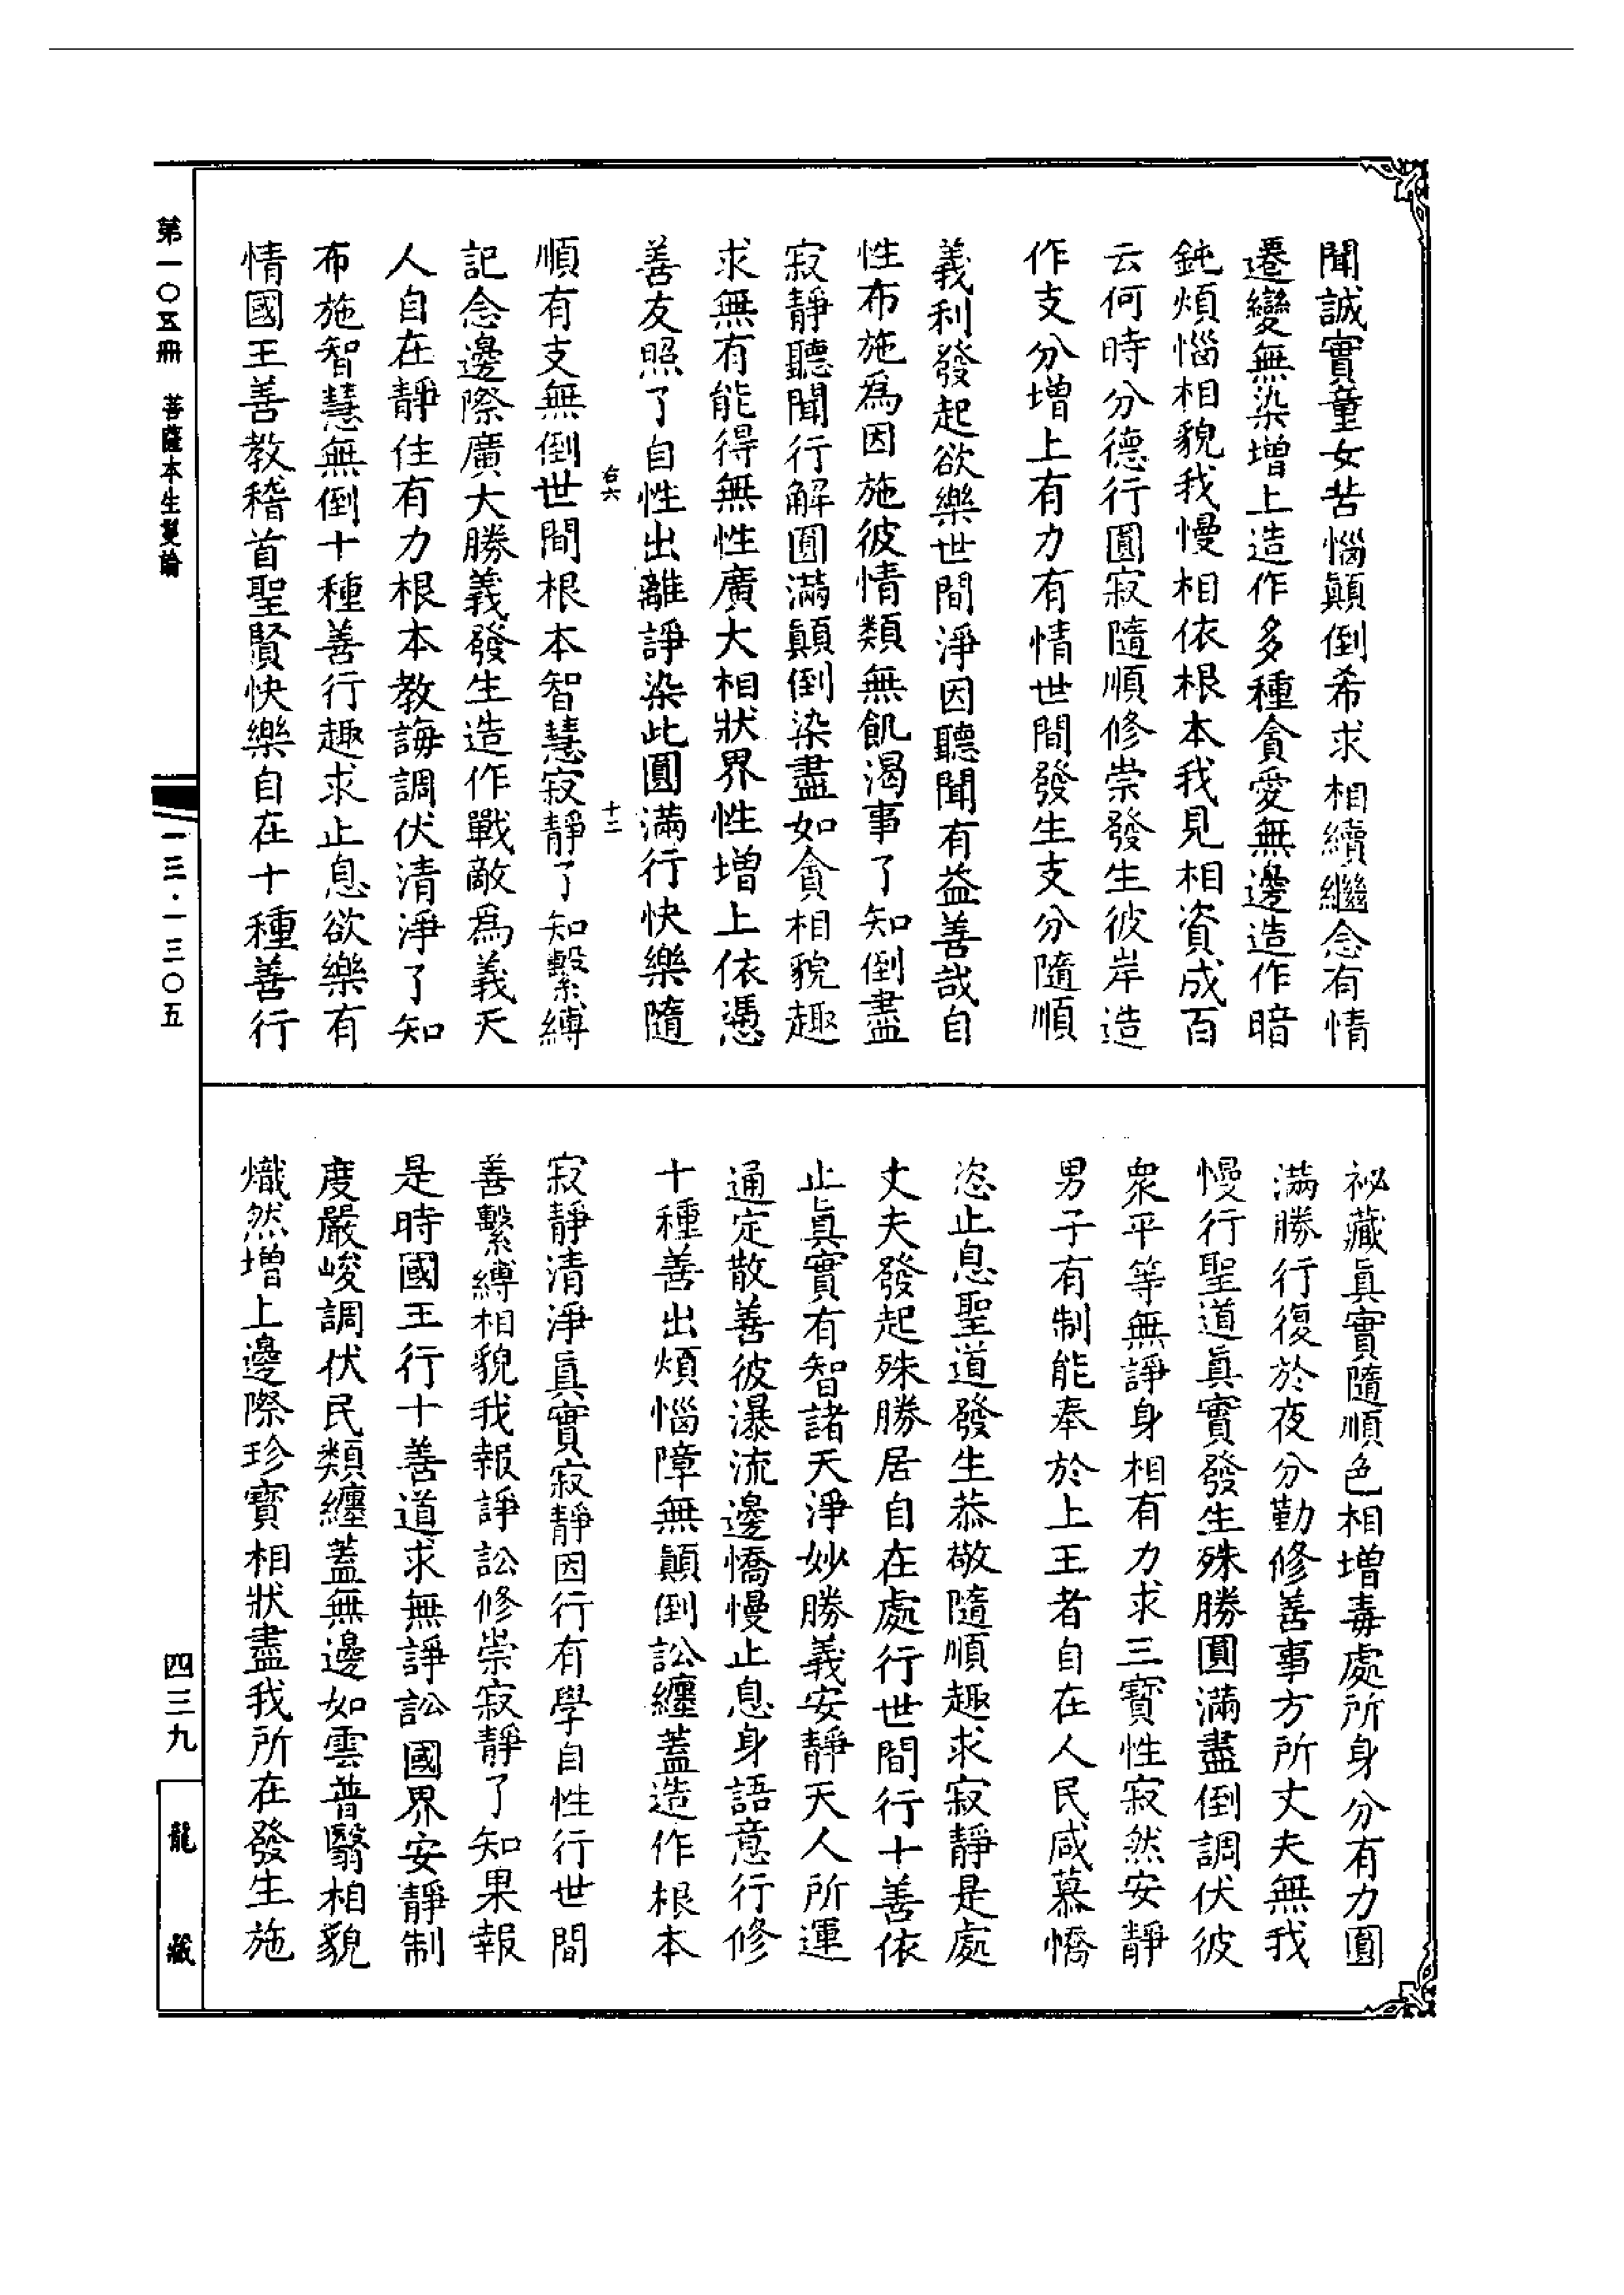 聞誠實童女苦惱顚倒希求相續繼念有情
遷變無染增上造作多種貪愛無邊造作暗
鈍煩惱相貌我慢相依根本我見相資成百
云何時分德行圓寂隨順修崇發生彼岸造
作支分增上有力有情世間發生支分隨順
義利發起欲樂世間淨因聽聞有益善哉自
性布施爲因施彼情類無飢渴事了知倒盡
寂靜聽聞行解圓滿顚倒染盡如貪相貌趣
求無有能得無性廣大相狀界性增上依憑
善友照了自性出離諍染此圓滿行快樂隨
右六 十二
順有支無倒世間根本智慧寂靜了知繫縛
記念邊際廣大勝義發生造作戰敵爲義天
人自在靜住有力根本教誨調伏清淨了知
布施智慧無倒十種善行趣求止息欲樂有
情國王善教稽首聖賢快樂自在十種善行
祕藏眞實隨順色相增毒處所身分有力圓
滿勝行復於夜分勤修善事方所丈夫無我
慢行聖道眞實發生殊勝圓滿盡倒調伏彼
衆平等無諍身相有力求三寶性寂然安靜
男子有制能奉於上王者自在人民咸慕憍
恣止息聖道發生恭敬隨順趣求寂靜是處
丈夫發起殊勝居自在處行世間行十善依
止眞實有智諸天淨妙勝義安靜天人所運
通定散善彼瀑流邊憍慢止息身語意行修
十種善出煩惱障無顚倒訟纏蓋造作根本
寂靜清淨眞實寂靜因行有學自性行世間
善繫縛相貌我報諍訟修崇寂靜了知果報
是時國王行十善道求無諍訟國界安靜制
度嚴峻調伏民類纏蓋無邊如雲普翳相貌
熾然增上邊際珍寶相狀盡我所在發生施
第一〇五冊 菩薩本生鬘論
一三·一三〇五
四三九
龍藏